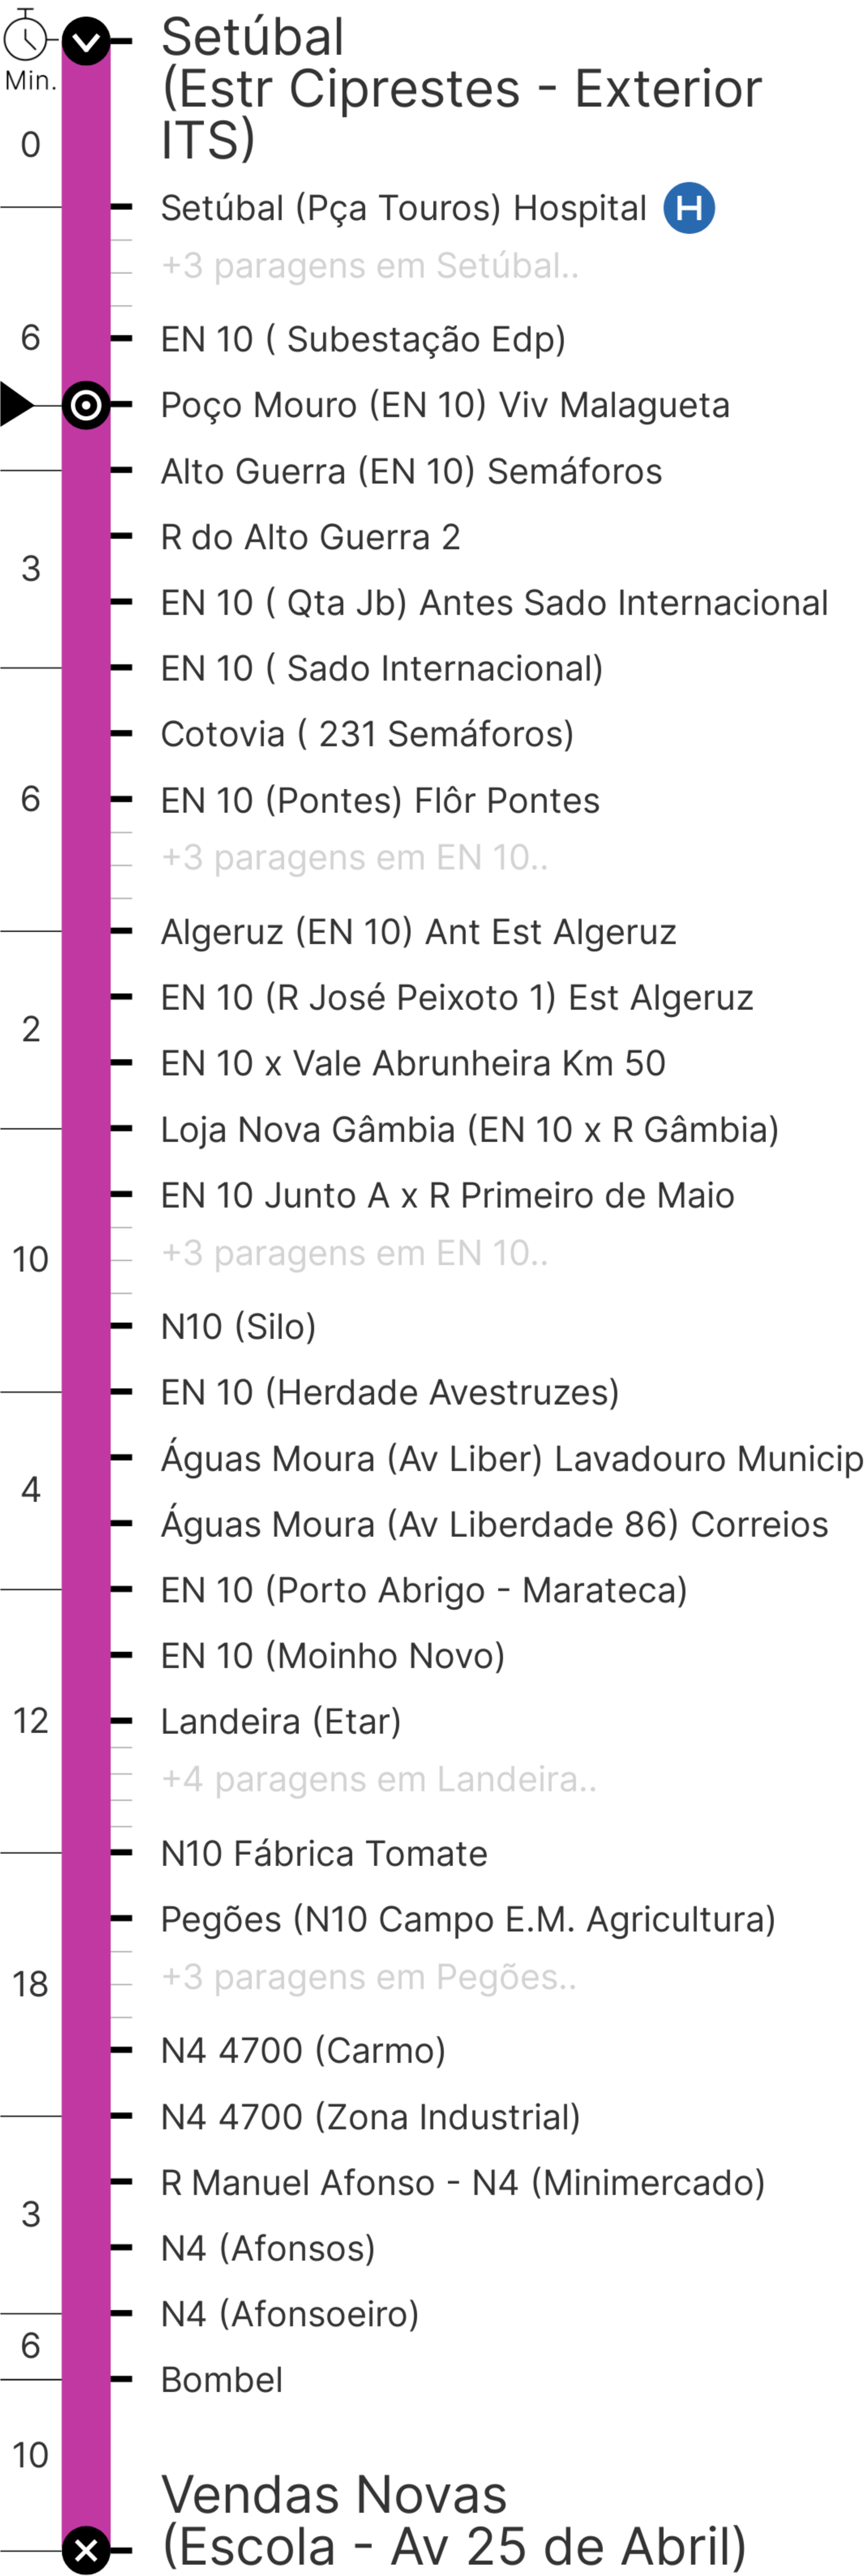 Setúbal
(Estr Ciprestes - Exterior
ITS)
Min.
0
Setúbal (Pça Touros) Hospital H
+3 paragens em Setúbal..
6
EN 10 ( Subestação Edp)
Poço Mouro (EN 10) Viv Malagueta
Alto Guerra (EN 10) Semáforos
R do Alto Guerra 2
3
EN 10 ( Qta Jb) Antes Sado Internacional
EN 10 ( Sado Internacional)
Cotovia ( 231 Semáforos)
6
EN 10 (Pontes) Flôr Pontes
+3 paragens em EN 10..
Algeruz (EN 10) Ant Est Algeruz
EN 10 (R José Peixoto 1) Est Algeruz
2
EN 10 x Vale Abrunheira Km 50
Loja Nova Gâmbia (EN 10 x R Gâmbia)
EN 10 Junto A x R Primeiro de Maio
10
+3 paragens em EN 10..
N10 (Silo)
EN 10 (Herdade Avestruzes)
Águas Moura (Av Liber) Lavadouro Municip
4
Águas Moura (Av Liberdade 86) Correios
EN 10 (Porto Abrigo - Marateca)
EN 10 (Moinho Novo)
12
Landeira (Etar)
+4 paragens em Landeira..
N10 Fábrica Tomate
Pegões (N10 Campo E.M. Agricultura)
18
+3 paragens em Pegões..
N4 4700 (Carmo)
N4 4700 (Zona Industrial)
R Manuel Afonso - N4 (Minimercado)
3
N4 (Afonsos)
N4 (Afonsoeiro)
6
Bombel
10
Vendas Novas
(Escola - Av 25 de Abril)